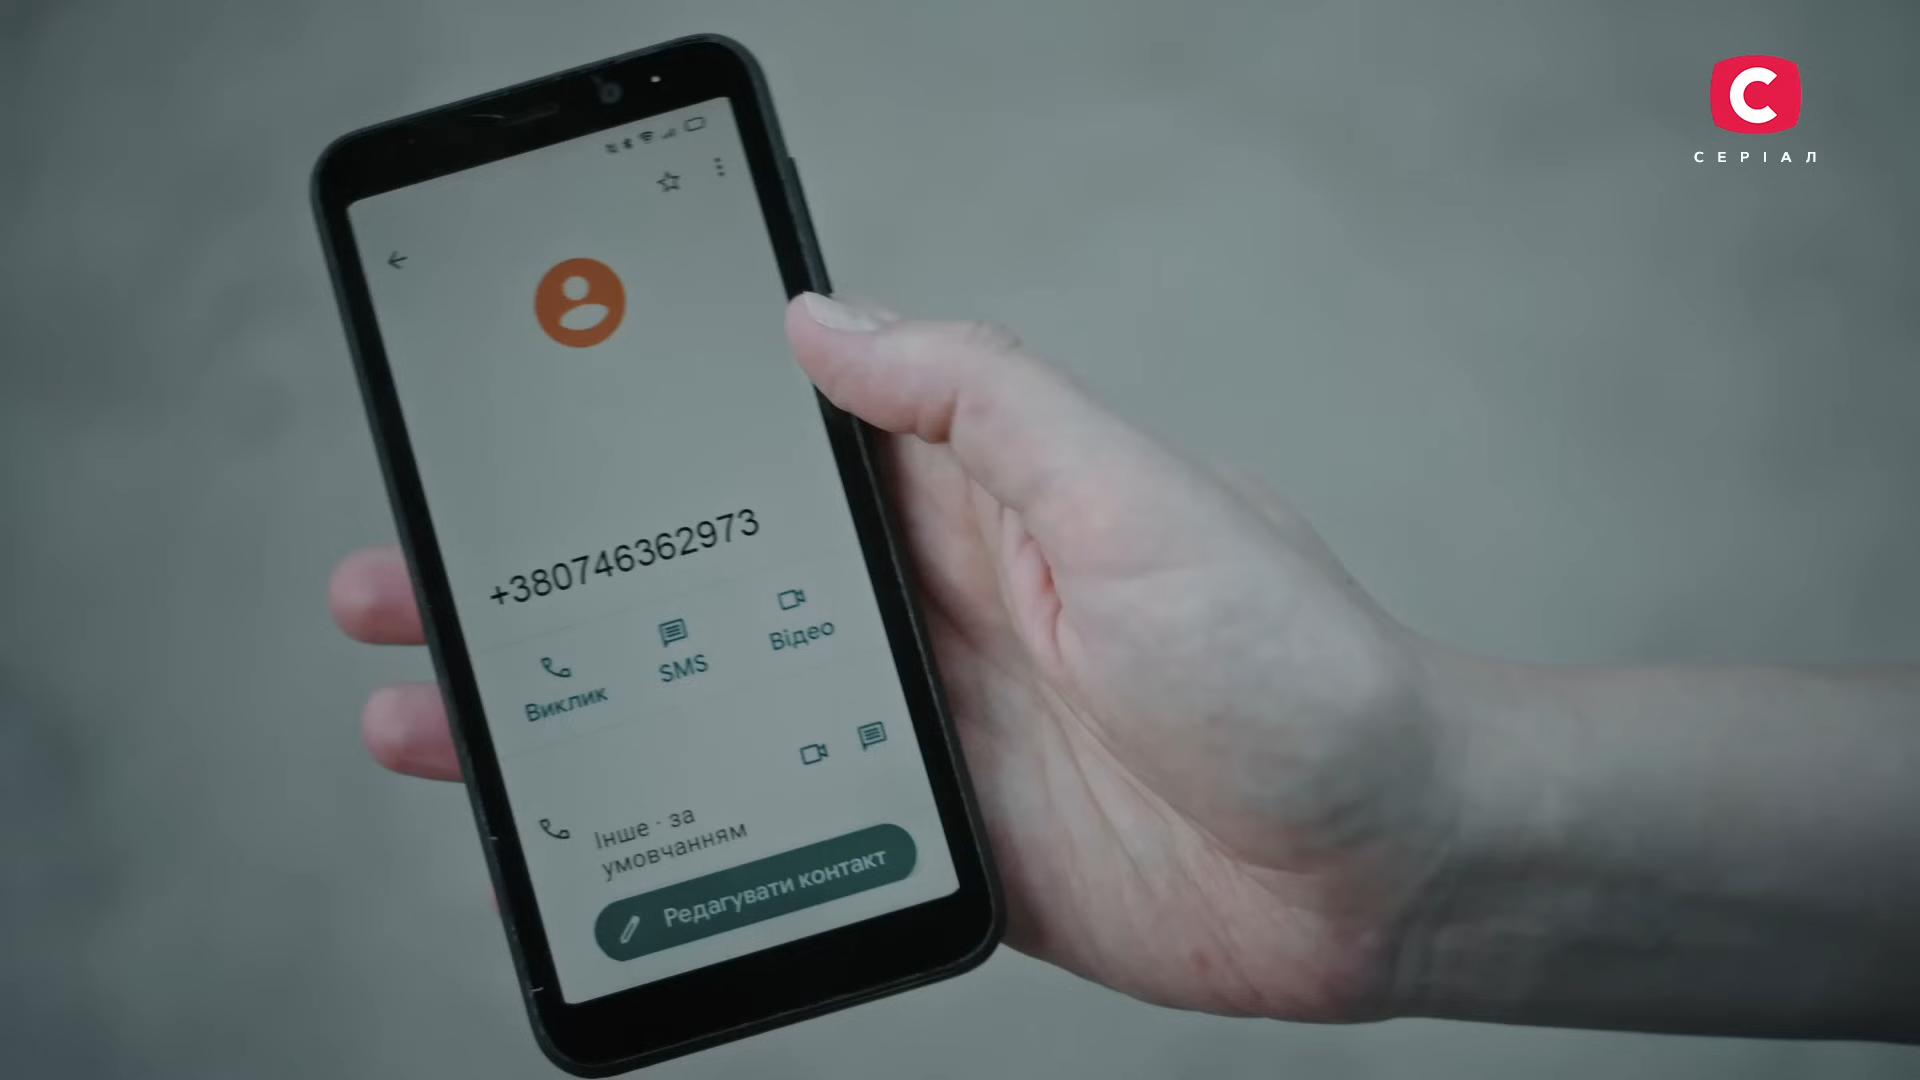 С
СЕРІАЛ
+380746362973
Виклик
SMS
Відео
Інше · за
умовчанням
Редагувати контакт